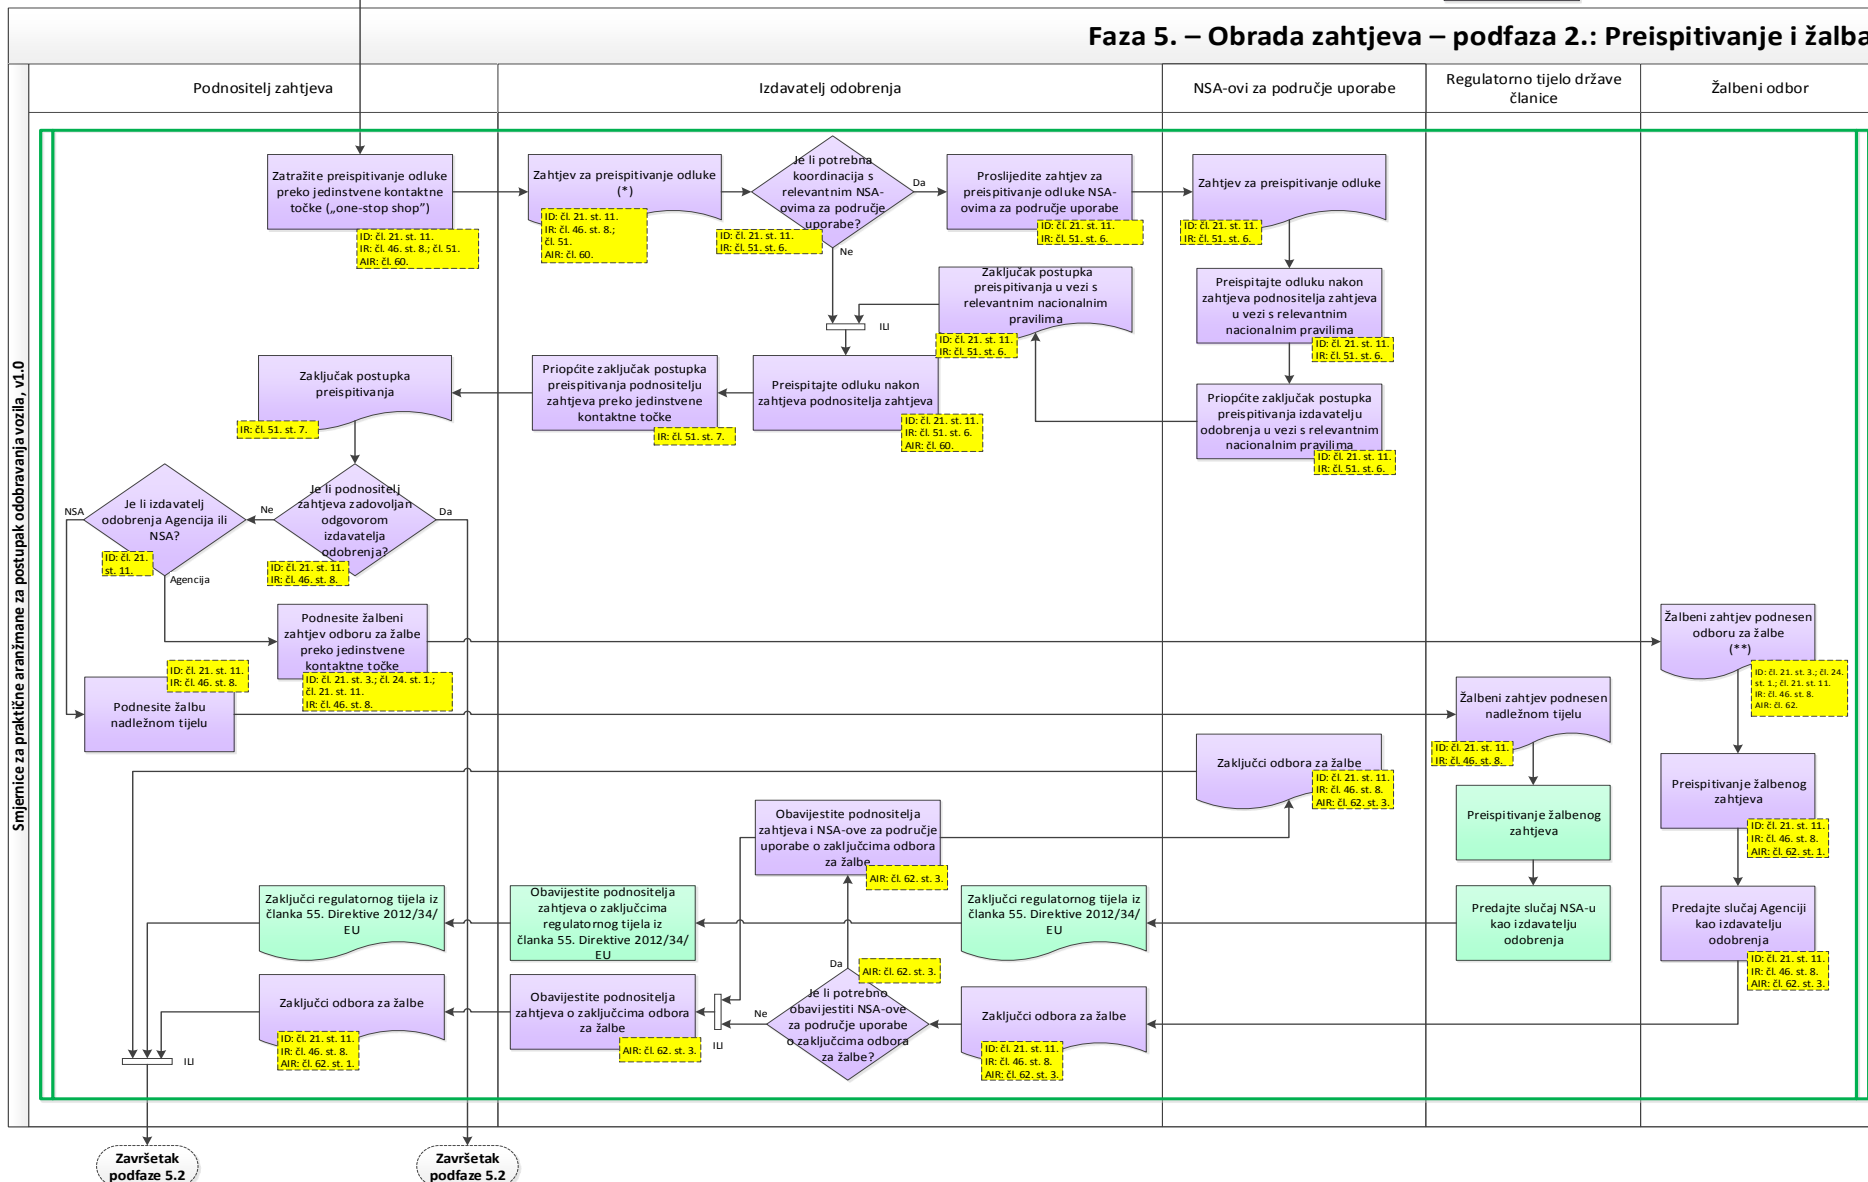 Faza 5. – Obrada zahtjeva – podfaza 2.: Preispitivanje i žalba
Smjernice za praktične aranžmane za postupak odobravanja vozila, v1.0
Podnositelj zahtjeva
Izdavatelj odobrenja
NSA-ovi za područje uporabe
Regulatorno tijelo države
članice
Žalbeni odbor
Zatražite preispitivanje odluke
preko jedinstvene kontaktne
točke („one-stop shop”)
ID: čl. 21. st. 11.
IR: čl. 46. st. 8.; čl. 51.
AIR: čl. 60.
Zahtjev za preispitivanje odluke
(*)
ID: čl. 21. st. 11.
IR: čl. 46. st. 8.;
čl. 51.
AIR: čl. 60.
Je li potrebna
koordinacija s
relevantnim NSA-
ovima za područje
uporabe?
Da
Ne
ID: čl. 21. st. 11.
IR: čl. 51. st. 6.
Proslijedite zahtjev za
preispitivanje odluke NSA-
ovima za područje uporabe
ID: čl. 21. st. 11.
IR: čl. 51. st. 6.
Zahtjev za preispitivanje odluke
ID: čl. 21. st. 11.
IR: čl. 51. st. 6.
Zaključak postupka
preispitivanja u vezi s
relevantnim nacionalnim
pravilima
ID: čl. 21. st. 11.
IR: čl. 51. st. 6.
ILI
Preispitajte odluku nakon
zahtjeva podnositelja zahtjeva
u vezi s relevantnim
nacionalnim pravilima
ID: čl. 21. st. 11.
IR: čl. 51. st. 6.
Zaključak postupka
preispitivanja
IR: čl. 51. st. 7.
Priopćite zaključak postupka
preispitivanja podnositelju
zahtjeva preko jedinstvene
kontaktne točke
IR: čl. 51. st. 7.
Preispitajte odluku nakon
zahtjeva podnositelja zahtjeva
ID: čl. 21. st. 11.
IR: čl. 51. st. 6.
AIR: čl. 60.
Priopćite zaključak postupka
preispitivanja izdavatelju
odobrenja u vezi s relevantnim
nacionalnim pravilima
ID: čl. 21. st. 11.
IR: čl. 51. st. 6.
NSA
Je li izdavatelj
odobrenja Agencija ili
NSA?
ID: čl. 21.
st. 11.
Agencija
Ne
Je li podnositelj
zahtjeva zadovoljan
odgovorom
izdavatelja
odobrenja?
Da
ID: čl. 21. st. 11.
IR: čl. 46. st. 8.
Podnesite žalbeni
zahtjev odboru za žalbe
preko jedinstvene
kontaktne točke
ID: čl. 21. st. 3.; čl. 24. st. 1.;
čl. 21. st. 11.
IR: čl. 46. st. 8.
Žalbeni zahtjev podnesen
odboru za žalbe
(**)
ID: čl. 21. st. 3.; čl. 24.
st. 1.; čl. 21. st. 11.
IR: čl. 46. st. 8.
AIR: čl. 62.
ID: čl. 21. st. 11.
IR: čl. 46. st. 8.
Podnesite žalbu
nadležnom tijelu
Žalbeni zahtjev podnesen
nadležnom tijelu
ID: čl. 21. st. 11.
IR: čl. 46. st. 8.
Zaključci odbora za žalbe
ID: čl. 21. st. 11.
IR: čl. 46. st. 8.
AIR: čl. 62. st. 3.
Preispitivanje žalbenog
zahtjeva
Preispitivanje žalbenog
zahtjeva
ID: čl. 21. st. 11.
IR: čl. 46. st. 8.
AIR: čl. 62. st. 1.
Obavijestite podnositelja
zahtjeva i NSA-ove za područje
uporabe o zaključcima odbora
za žalbe
AIR: čl. 62. st. 3.
Zaključci regulatornog tijela iz
članka 55. Direktive 2012/34/
EU
Obavijestite podnositelja
zahtjeva o zaključcima
regulatornog tijela iz
članka 55. Direktive 2012/34/
EU
Zaključci regulatornog tijela iz
članka 55. Direktive 2012/34/
EU
Predajte slučaj NSA-u
kao izdavatelju
odobrenja
Predajte slučaj Agenciji
kao izdavatelju
odobrenja
ID: čl. 21. st. 11.
IR: čl. 46. st. 8.
AIR: čl. 62. st. 3.
Zaključci odbora za žalbe
ID: čl. 21. st. 11.
IR: čl. 46. st. 8.
AIR: čl. 62. st. 1.
ILI
Obavijestite podnositelja
zahtjeva o zaključcima odbora
za žalbe
AIR: čl. 62. st. 3.
ILI
Ne
Da
AIR: čl. 62. st. 3.
Je li potrebno
obavijestiti NSA-ove
za područje uporabe
o zaključcima odbora
za žalbe?
Zaključci odbora za žalbe
ID: čl. 21. st. 11.
IR: čl. 46. st. 8.
AIR: čl. 62. st. 3.
Završetak
podfaze 5.2
Završetak
podfaze 5.2